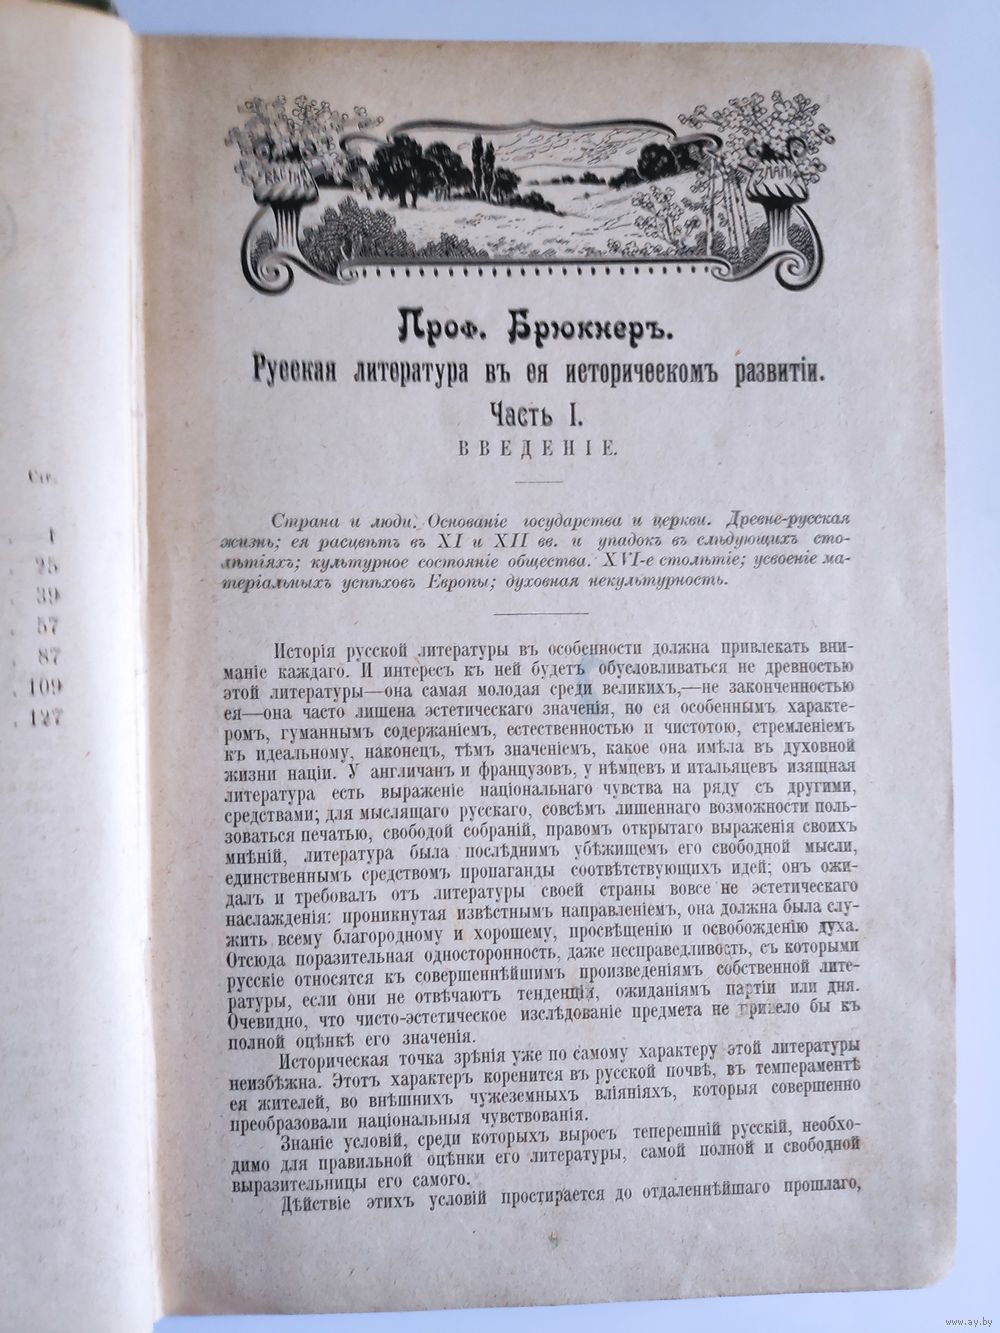 Стр.
1
25
39
57
87
109
127
Проф. Брюкнеръ.
Русская литература въ ея историческомъ развитіи.
Часть I.
ВВЕДЕНІЕ.
Страна и люди. Основаніе государства и церкви. Древне-русская
жизнь; ея расцвѣтъ въ XI и XII вв. и упадокъ въ слѣдующихъ сто-
лѣтіяхъ; культурное состояніе общества. XVI-е столѣтіе; усвоеніе ма-
теріальныхъ успѣховъ Европы; духовная некультурность.
Исторія русской литературы въ особенности должна привлекать вни-
маніе каждаго. И интересъ къ ней будетъ обусловливаться не древностью
этой литературы—она самая молодая среди великихъ,—не законченностью
ея—она часто лишена эстетическаго значенія, но ея особеннымъ характе-
ромъ, гуманнымъ содержаніемъ, естественностью и чистотою, стремленіемъ
къ идеальному, наконецъ, тѣмъ значеніемъ, какое она имѣла въ духовной
жизни націи. У англичанъ и французовъ, у нѣмцевъ и итальяцевъ изящная
литература есть выраженіе національнаго чувства на ряду съ другими,
средствами; для мыслящаго русскаго, совсѣмъ лишеннаго возможности поль-
зоваться печатью, свободой собраній, правомъ открытаго выраженія своихъ
мнѣній, литература была послѣднимъ убѣжищемъ его свободной мысли,
единственнымъ средствомъ пропаганды соотвѣтствующихъ идей; онъ ожи-
далъ и требовалъ отъ литературы своей страны вовсе не эстетическаго
наслажденія: проникнутая извѣстнымъ направленіемъ, она должна была слу-
жить всему благородному и хорошему, просвѣщенію и освобожденію духа.
Отсюда поразительная односторонность, даже несправедливость, съ которыми
русскіе относятся къ совершеннѣйшимъ произведеніямъ собственной лите-
ратуры, если они не отвѣчаютъ тенденціи, ожиданіямъ партіи или дня.
Очевидно, что чисто-эстетическое изслѣдованіе предмета не привело бы къ
полной оцѣнкѣ его значенія.
Историческая точка зрѣнія уже по самому характеру этой литературы
неизбѣжна. Этотъ характеръ коренится въ русской почвѣ, въ темпераментѣ
ея жителей, во внѣшнихъ чужеземныхъ вліяніяхъ, которыя совершенно
преобразовали національныя чувствованія.
Знаніе условій, среди которыхъ выросъ теперешній русскій, необхо-
димо для правильной оцѣнки его литературы, самой полной и свободной
выразительницы его самого.
Дѣйствіе этихъ условій простирается до отдаленнѣйшаго прошлаго,
www.ay.by